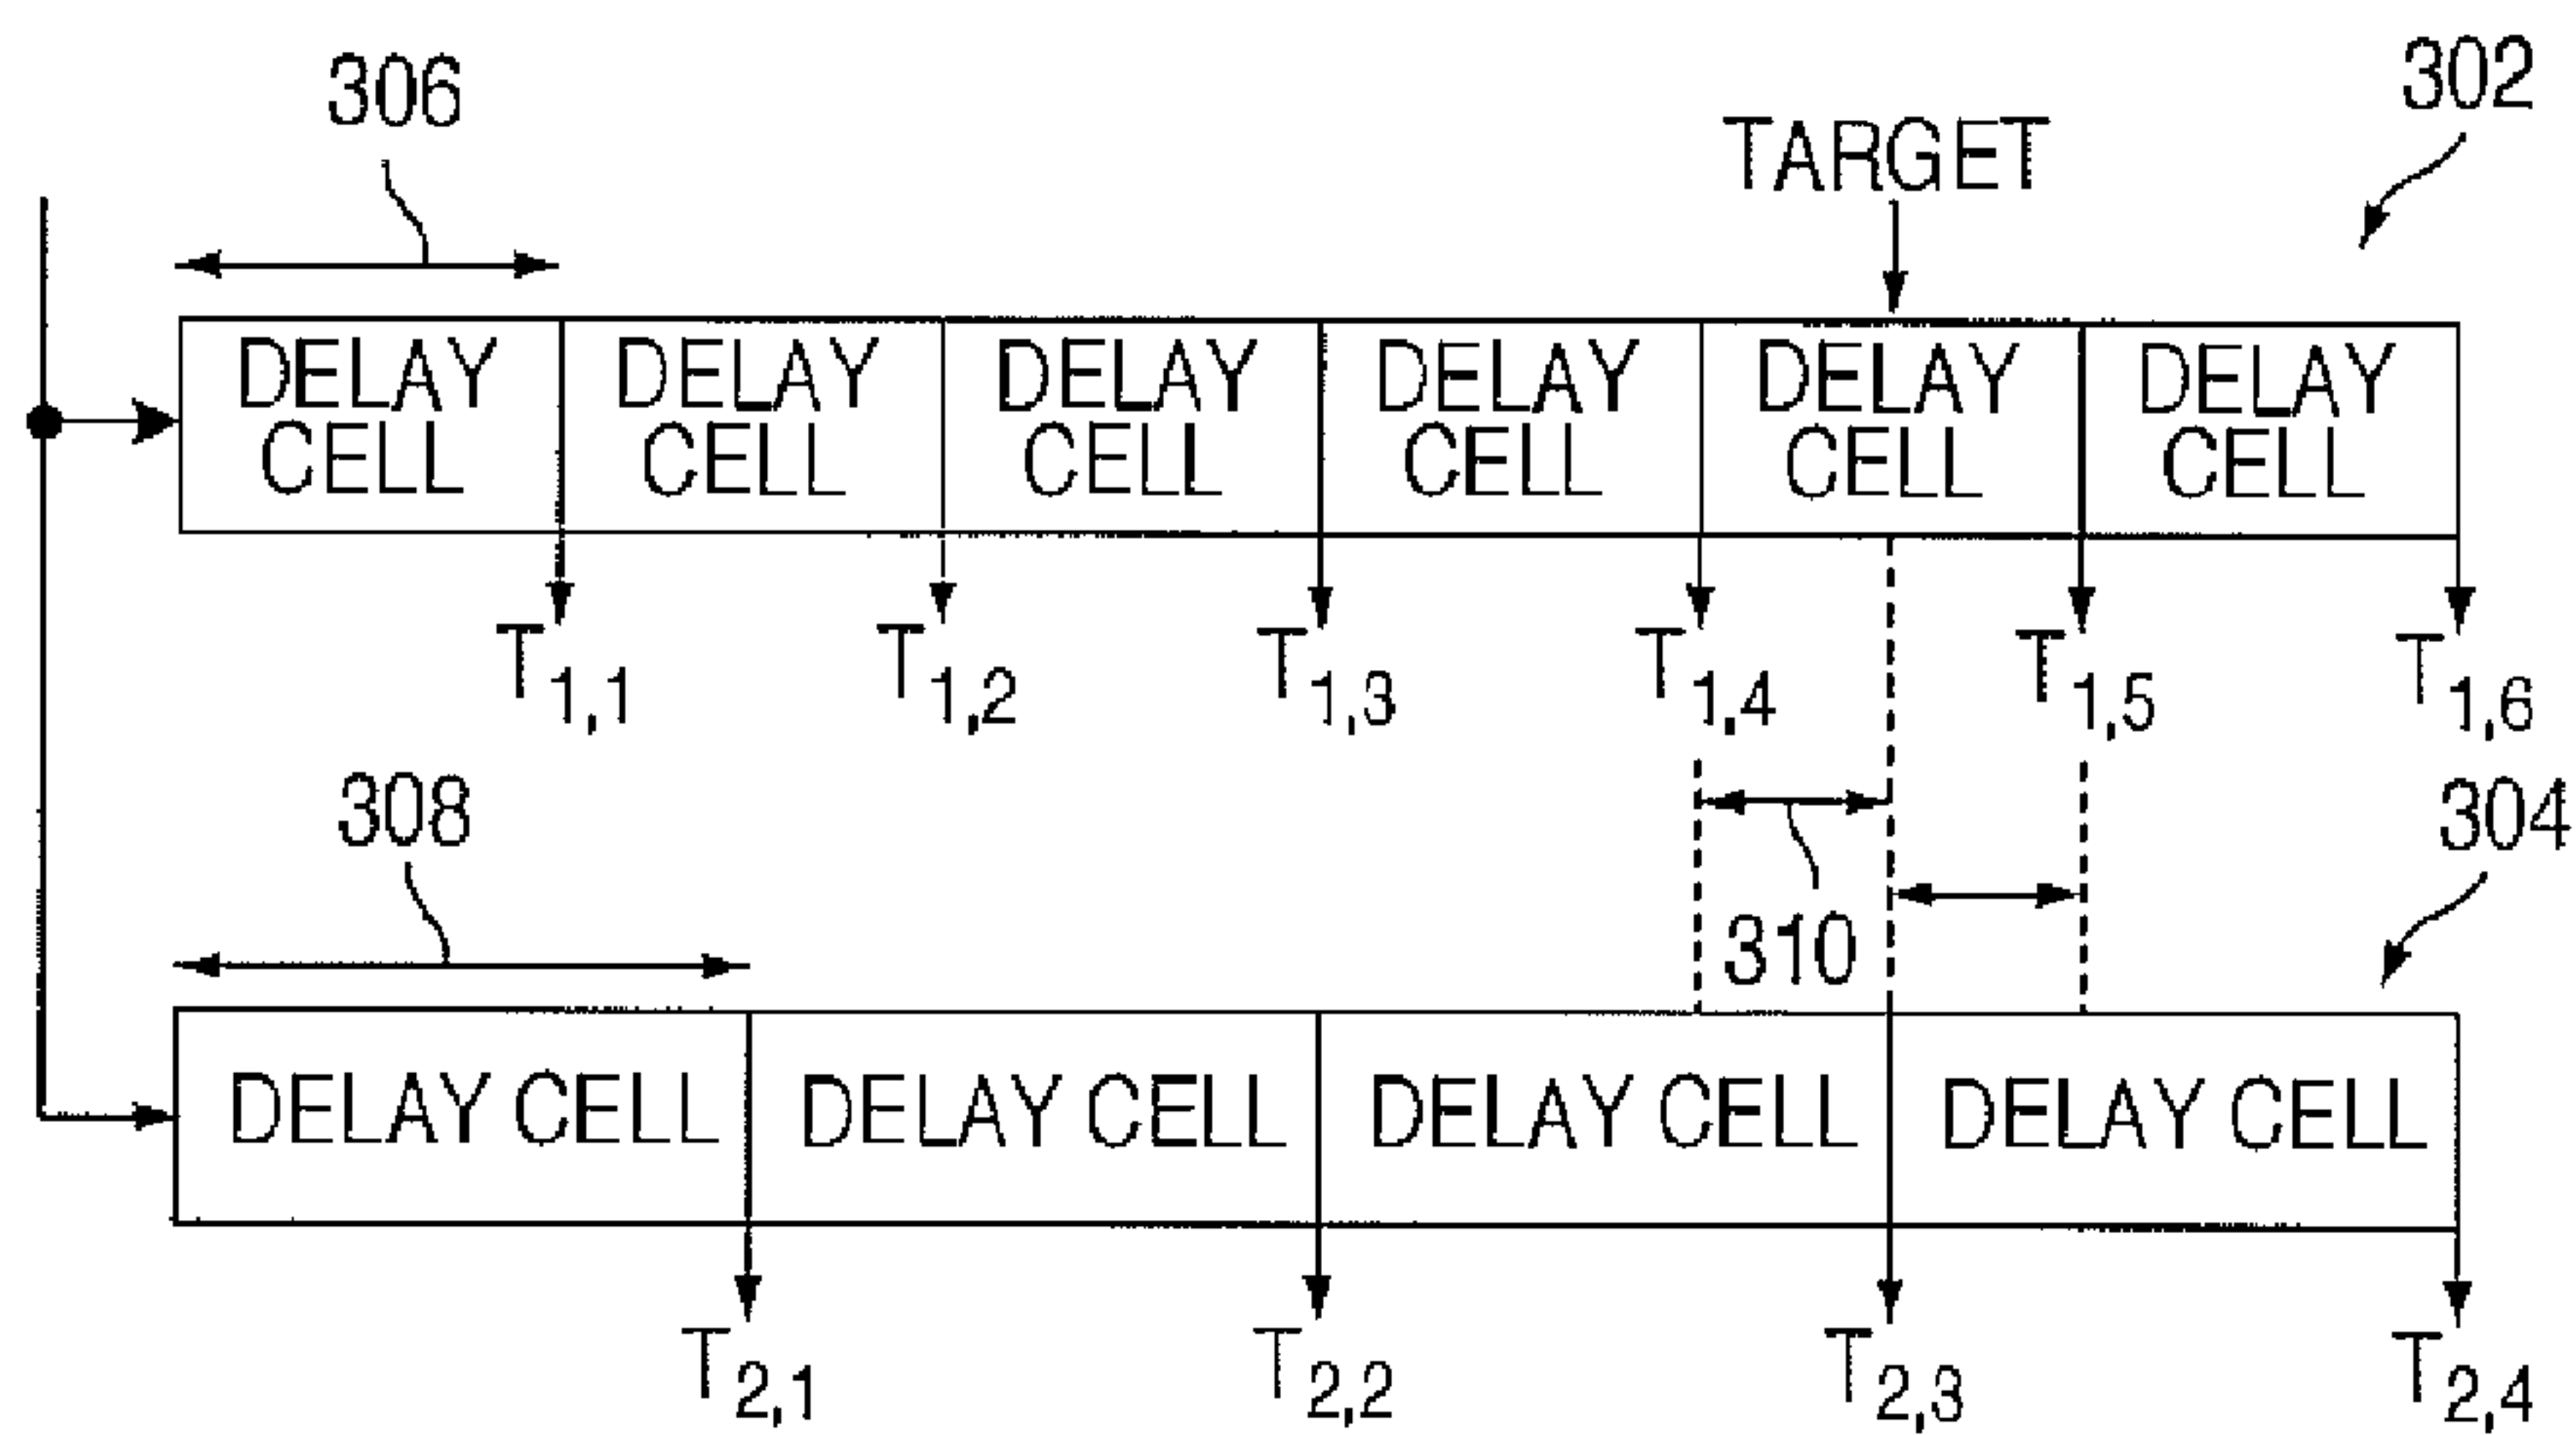 306
302
TARGET
DELAY CELL
DELAY CELL
DELAY CELL
DELAY CELL
DELAY CELL
DELAY CELL
T1,1
T1,2
T1,3
T1,4
T1,5
T1,6
308
304
310
DELAY CELL
DELAY CELL
DELAY CELL
DELAY CELL
T2,1
T2,2
T2,3
T2,4